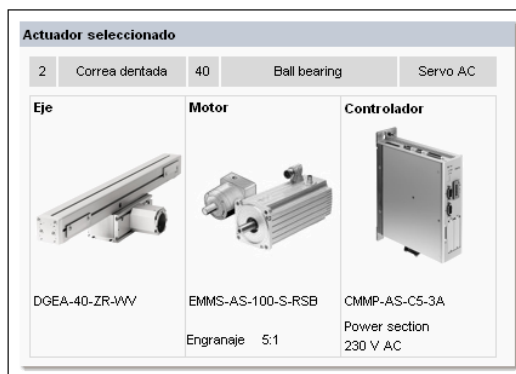 Actuador seleccionado
2 Correa dentada 40 Ball bearing Servo AC
Eje Motor Controlador
DGEA-40-ZR-WV EMMS-AS-100-S-RSB CMMP-AS-C5-3A
Engranaje 5:1 Power section
230 V AC